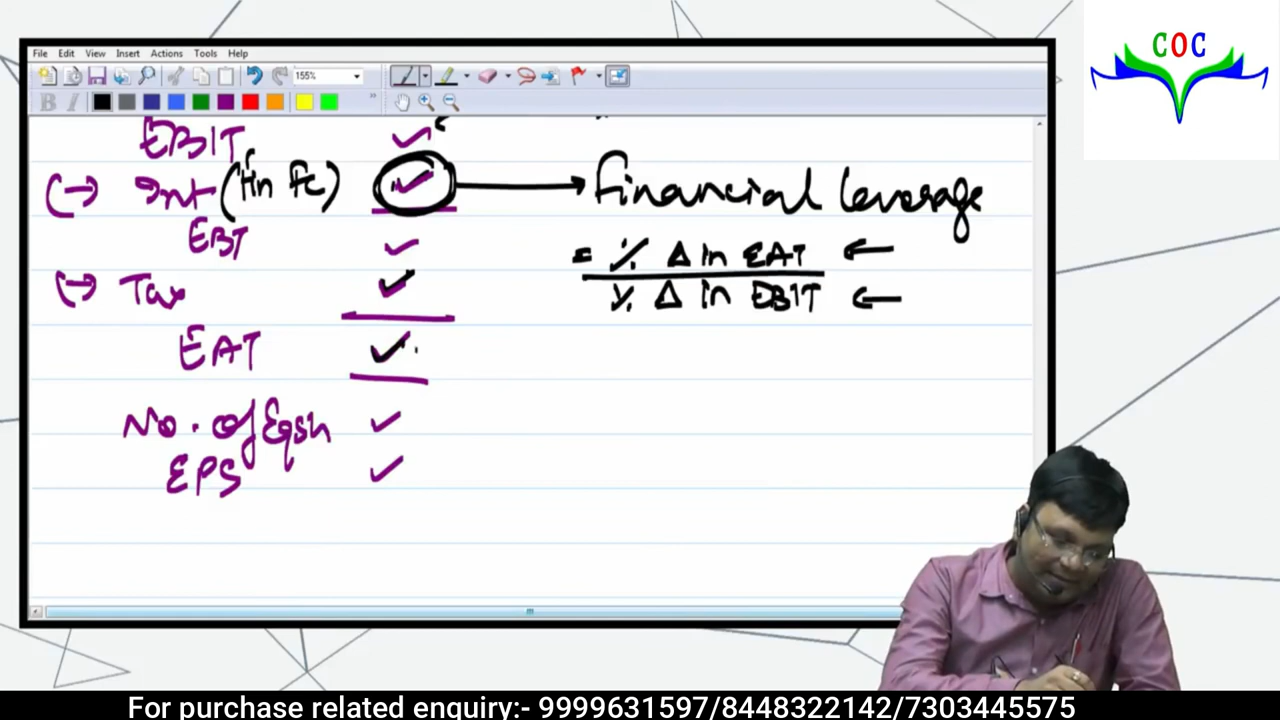 COC
File Edit View Insert Actions Tools Help
155%
B I
EBIT ✓
(-) Int (Fin FC) ✓ → Financial leverage
EBT ✓
= % Δ in EAT ←
(-) Tax ✓
% Δ in EBIT ←
EAT ✓
No. of Eqsh ✓
EPS ✓
For purchase related enquiry:- 9999631597/8448322142/7303445575